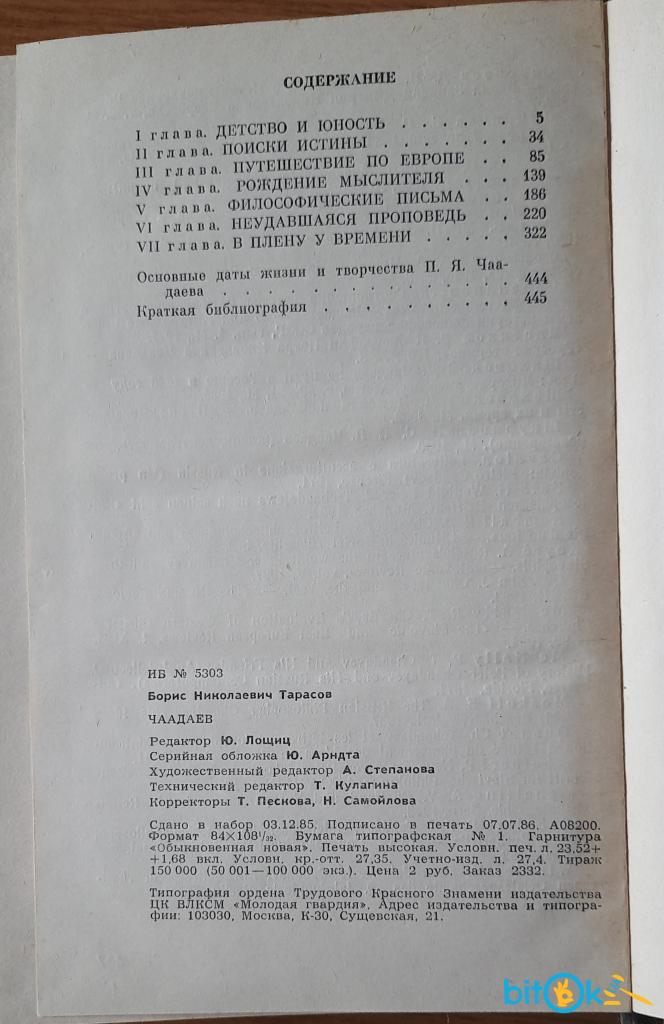 СОДЕРЖАНИЕ
I глава. ДЕТСТВО И ЮНОСТЬ . . . . . . 5
II глава. ПОИСКИ ИСТИНЫ . . . . . . . 34
III глава. ПУТЕШЕСТВИЕ ПО ЕВРОПЕ . . 85
IV глава. РОЖДЕНИЕ МЫСЛИТЕЛЯ . . . 139
V глава. ФИЛОСОФИЧЕСКИЕ ПИСЬМА . . 186
VI глава. НЕУДАВШАЯСЯ ПРОПОВЕДЬ . . 220
VII глава. В ПЛЕНУ У ВРЕМЕНИ . . . . . 322
Основные даты жизни и творчества П. Я. Чаа-
даева . . . . . . . . . . . . . 444
Краткая библиография . . . . . . . . 445
ИБ № 5303
Борис Николаевич Тарасов
ЧААДАЕВ
Редактор Ю. Лощиц
Серийная обложка Ю. Арндта
Художественный редактор А. Степанова
Технический редактор Т. Кулагина
Корректоры Т. Пескова, Н. Самойлова
Сдано в набор 03.12.85. Подписано в печать 07.07.86. А08200.
Формат 84×108¹/₃₂. Бумага типографская № 1. Гарнитура
«Обыкновенная новая». Печать высокая. Условн. печ. л. 23,52+
+1,68 вкл. Условн. кр.-отт. 27,35. Учетно-изд. л. 27,4. Тираж
150 000 (50 001—100 000 экз.). Цена 2 руб. Заказ 2332.
Типография ордена Трудового Красного Знамени издательства
ЦК ВЛКСМ «Молодая гвардия». Адрес издательства и типогра-
фии: 103030, Москва, К-30, Сущевская, 21.
bitok